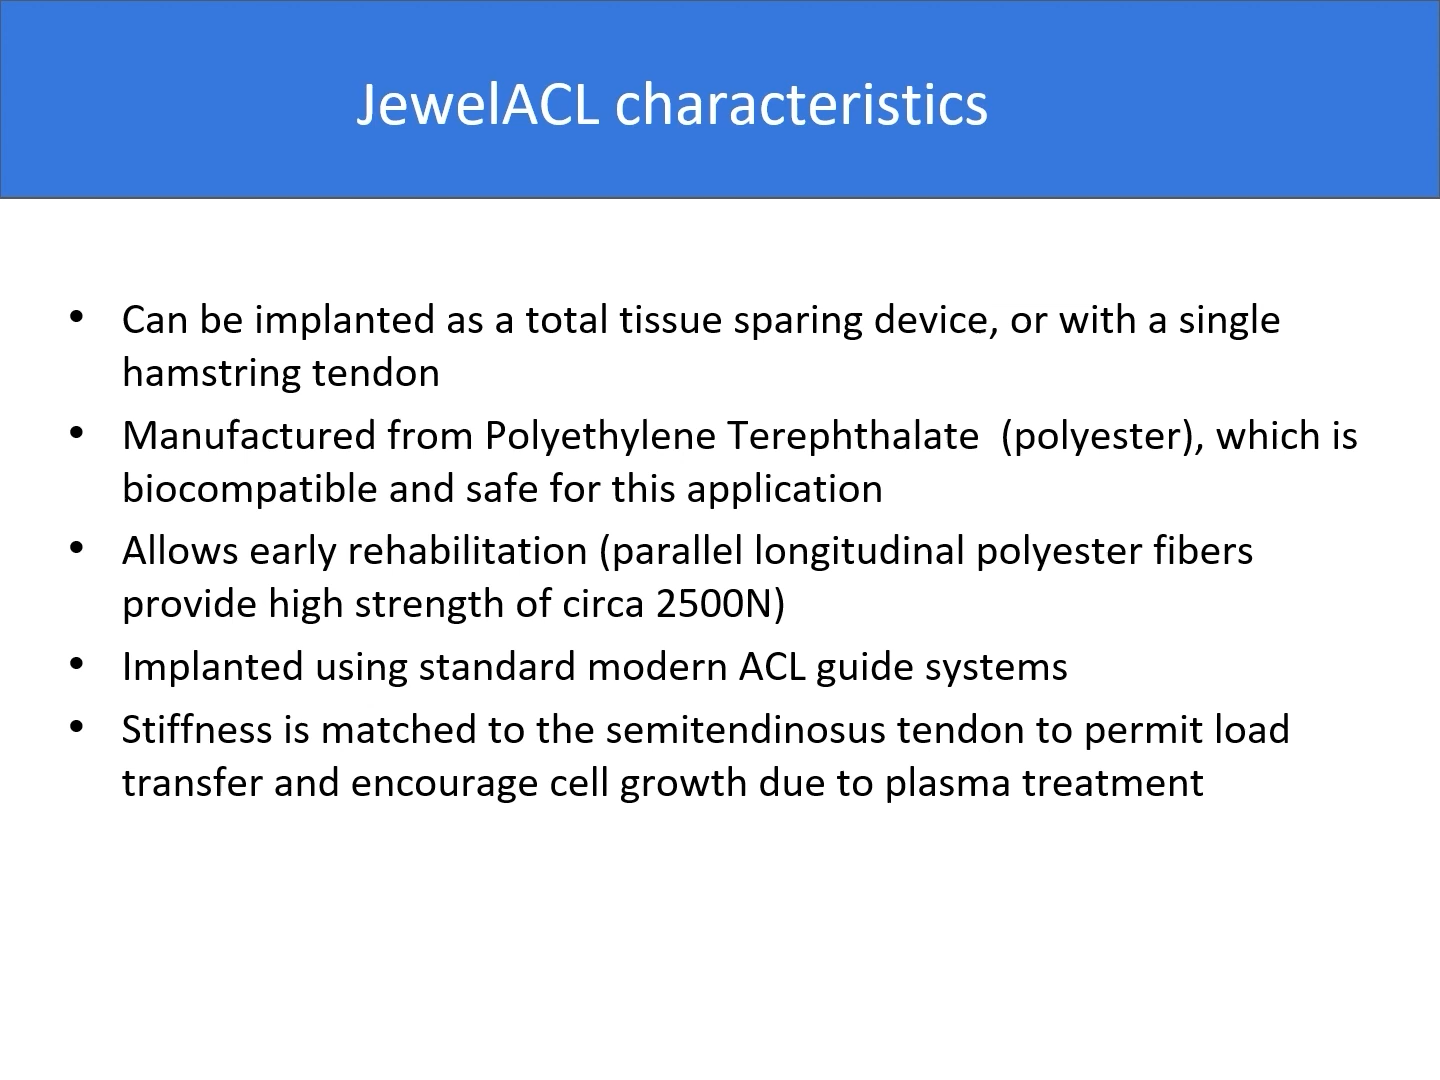 JewelACL characteristics
• Can be implanted as a total tissue sparing device, or with a single
hamstring tendon
• Manufactured from Polyethylene Terephthalate  (polyester), which is
biocompatible and safe for this application
• Allows early rehabilitation (parallel longitudinal polyester fibers
provide high strength of circa 2500N)
• Implanted using standard modern ACL guide systems
• Stiffness is matched to the semitendinosus tendon to permit load
transfer and encourage cell growth due to plasma treatment